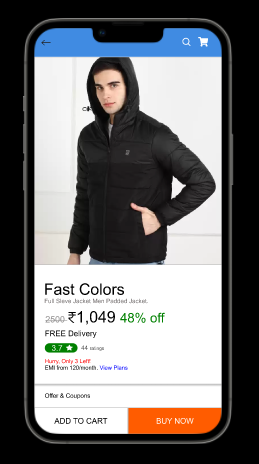 Fast Colors
Full Sleve Jacket Men Padded Jacket.
2500 ₹1,049 48% off
FREE Delivery
3.7 ★ 44 ratings
Hurry, Only 3 Left!
EMI from 120/month. View Plans
Offer & Coupons
ADD TO CART BUY NOW